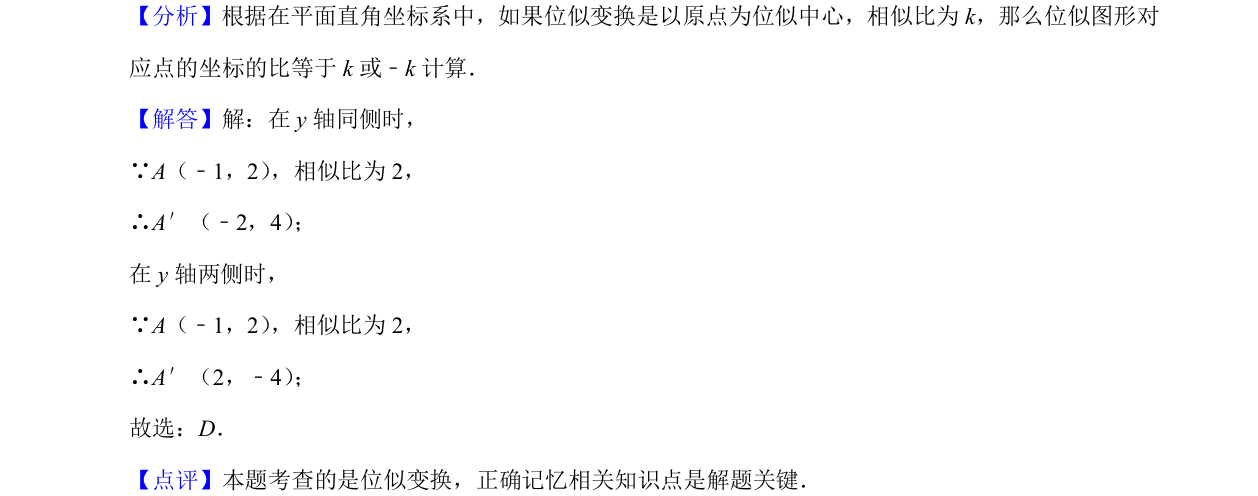 【分析】根据在平面直角坐标系中，如果位似变换是以原点为位似中心，相似比为 k，那么位似图形对
应点的坐标的比等于 k 或﹣k 计算．
【解答】解：在 y 轴同侧时，
∵A（﹣1，2），相似比为 2，
∴A′ （﹣2，4）；
在 y 轴两侧时，
∵A（﹣1，2），相似比为 2，
∴A′ （2，﹣4）；
故选：D．
【点评】本题考查的是位似变换，正确记忆相关知识点是解题关键．